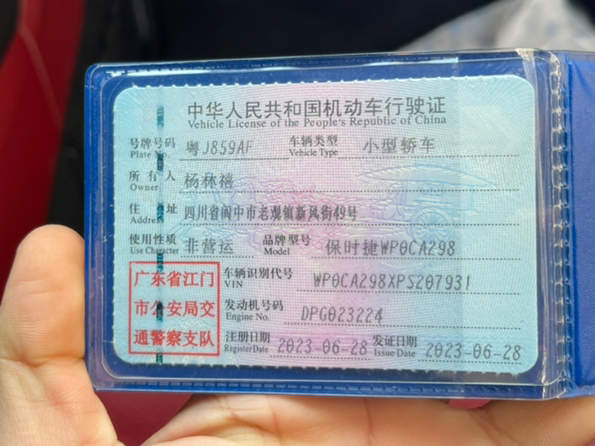 中华人民共和国机动车行驶证
Vehicle License of the People's Republic of China
号牌号码 粤J859AF 车辆类型 小型轿车
Plate No. Vehicle Type
所有人 杨林禧
Owner
住址 四川省阆中市老观镇新风街49号
Address
使用性质 非营运 品牌型号 保时捷WP0CA298
Use Character Model
广东省江门
市公安局交
通警察支队
车辆识别代号 WP0CA298XPS207931
VIN
发动机号码 DPG023224
Engine No.
注册日期 2023-06-28 发证日期 2023-06-28
Register Date Issue Date